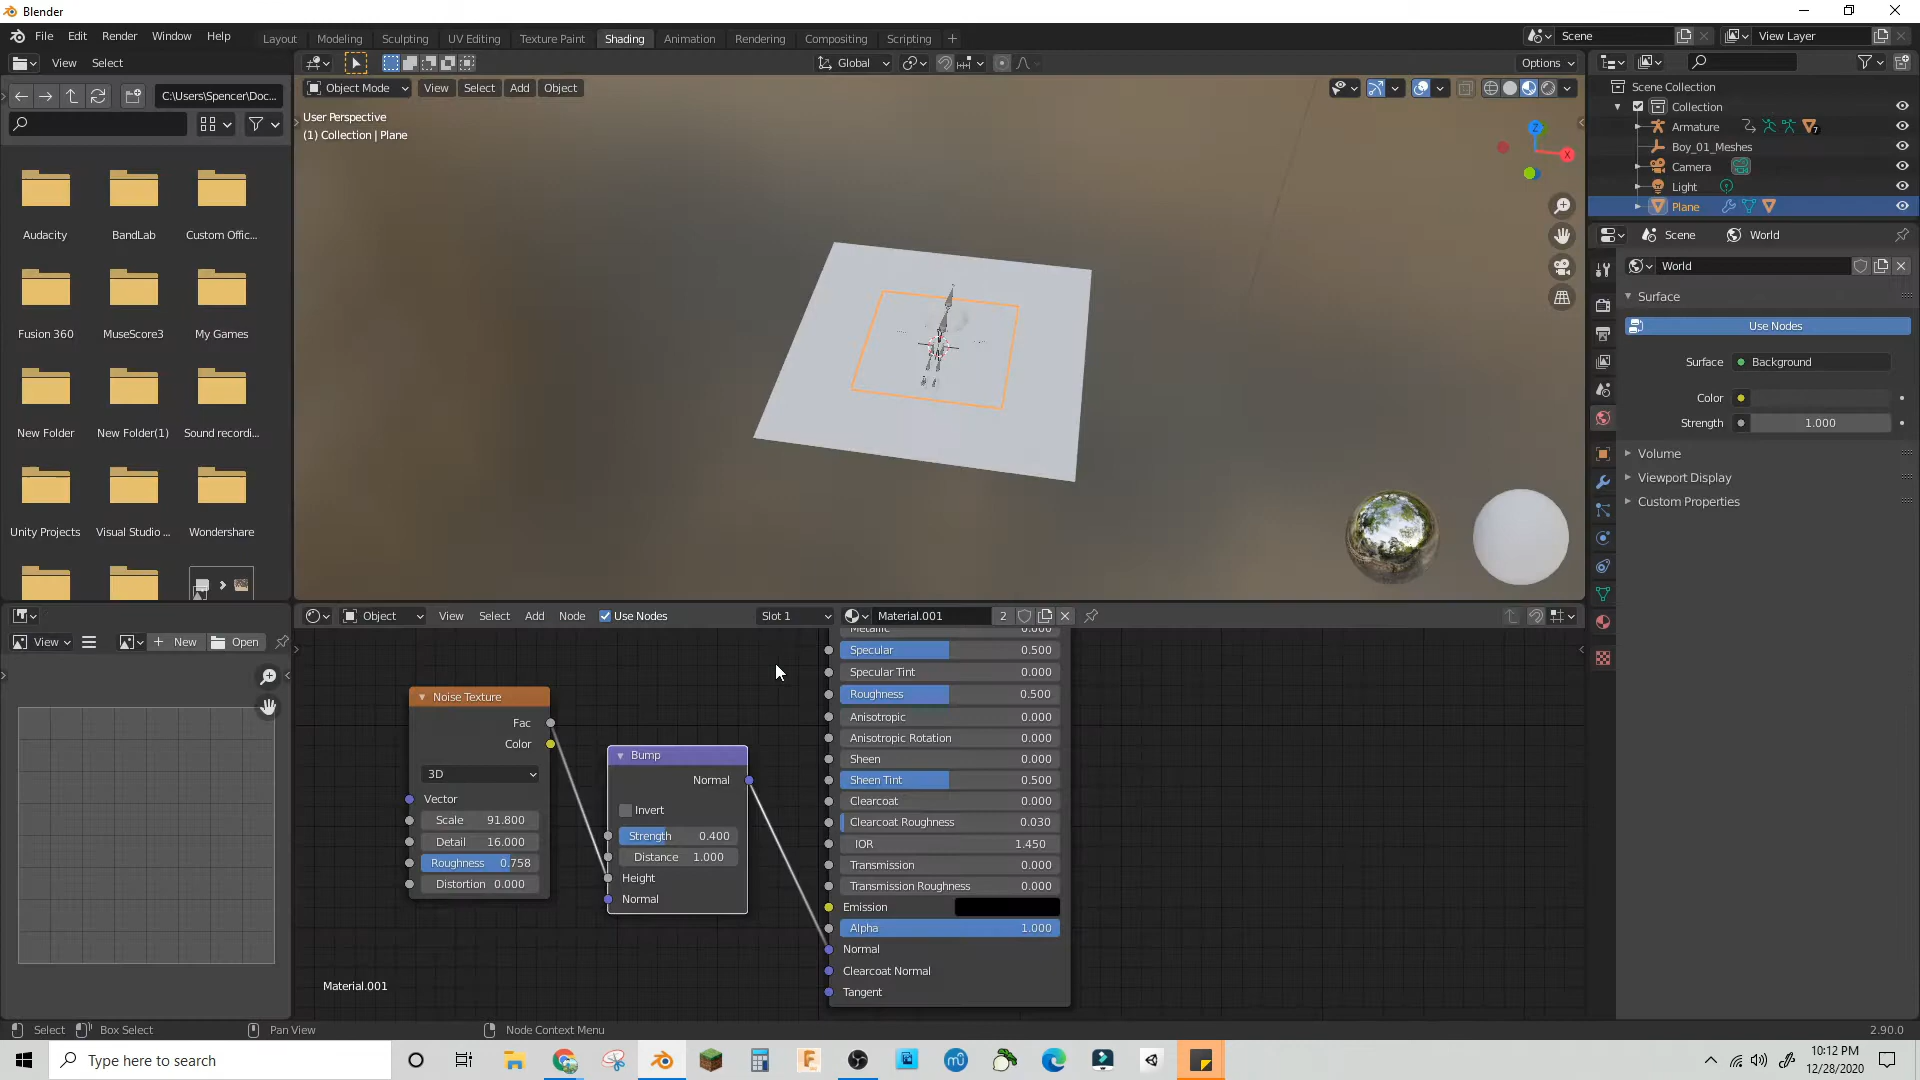 Blender
File Edit Render Window Help
Layout Modeling Sculpting UV Editing Texture Paint Shading Animation Rendering Compositing Scripting
Scene
View Layer
View Select
Global
Options
C:\Users\Spencer\Doc...
Object Mode View Select Add Object
User Perspective
(1) Collection | Plane
Z
X
Scene Collection
Collection
Armature
7
Boy_01_Meshes
Camera
Light
Plane
Scene
World
World
Surface
Use Nodes
Surface
Background
Color
Strength
1.000
Volume
Viewport Display
Custom Properties
Audacity
BandLab
Custom Offic...
Fusion 360
MuseScore3
My Games
New Folder
New Folder(1)
Sound recordi...
Unity Projects
Visual Studio ...
Wondershare
View
New
Open
Object
View Select Add Node
Use Nodes
Slot 1
Material.001
2
Noise Texture
Fac
Color
3D
Vector
Scale 91.800
Detail 16.000
Roughness 0.758
Distortion 0.000
Bump
Normal
Invert
Strength 0.400
Distance 1.000
Height
Normal
Metallic 0.000
Specular 0.500
Specular Tint 0.000
Roughness 0.500
Anisotropic 0.000
Anisotropic Rotation 0.000
Sheen 0.000
Sheen Tint 0.500
Clearcoat 0.000
Clearcoat Roughness 0.030
IOR 1.450
Transmission 0.000
Transmission Roughness 0.000
Emission
Alpha 1.000
Normal
Clearcoat Normal
Tangent
Material.001
Select
Box Select
Pan View
Node Context Menu
2.90.0
Type here to search
10:12 PM
12/28/2020